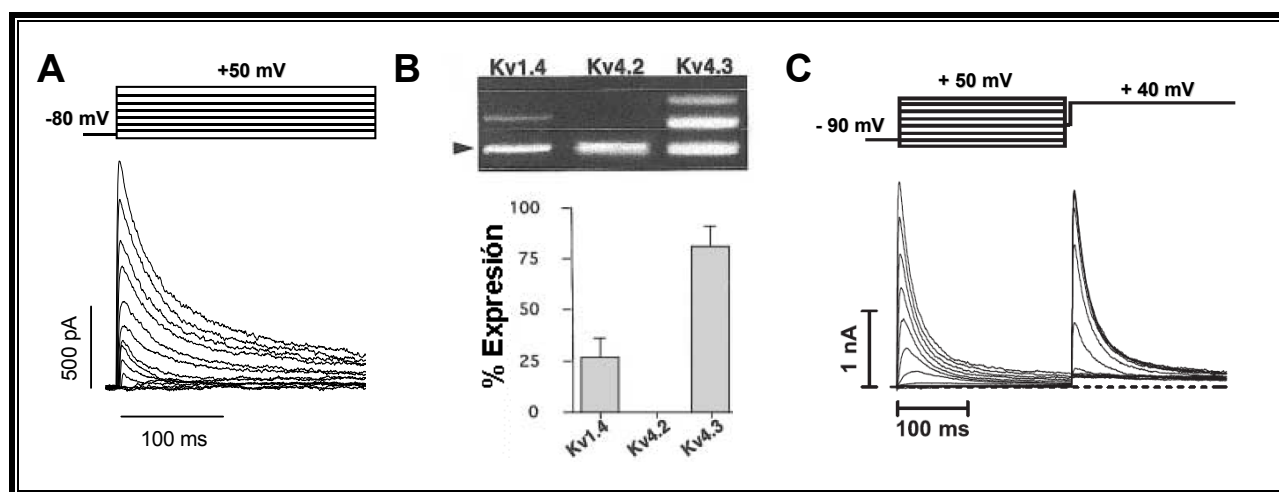 A
+50 mV
-80 mV
500 pA
100 ms
B
Kv1.4 Kv4.2 Kv4.3
% Expresión
100
75
50
25
0
Kv1.4 Kv4.2 Kv4.3
C
+ 50 mV
+ 40 mV
- 90 mV
1 nA
100 ms